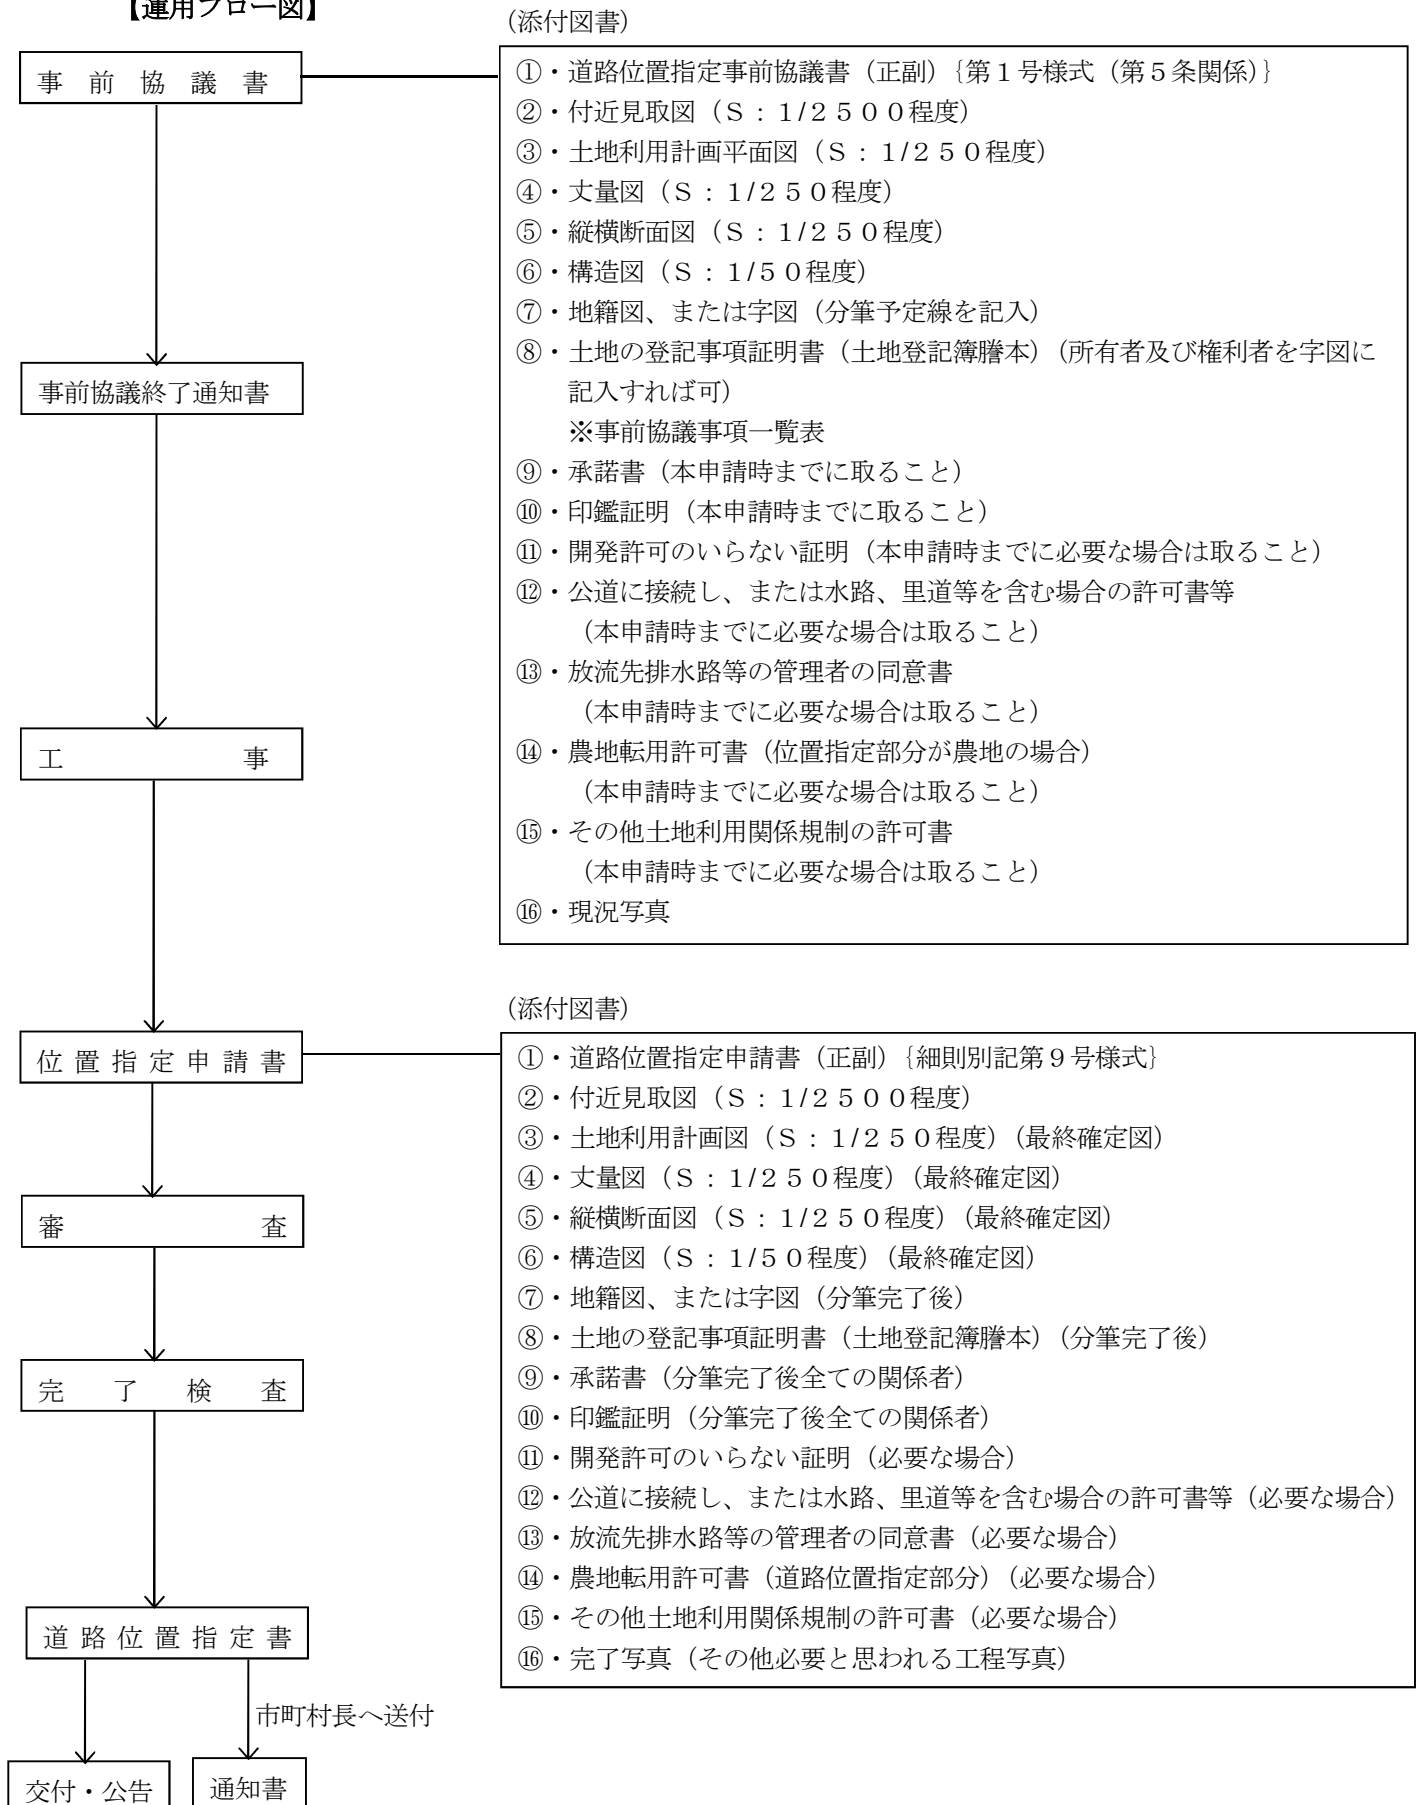 【運用フロー図】
(添付図書)
事前協議書
①・道路位置指定事前協議書（正副）{第１号様式（第５条関係）}
②・付近見取図（Ｓ：１/２５００程度）
③・土地利用計画平面図（Ｓ：１/２５０程度）
④・丈量図（Ｓ：１/２５０程度）
⑤・縦横断面図（Ｓ：１/２５０程度）
⑥・構造図（Ｓ：１/５０程度）
⑦・地籍図、または字図（分筆予定線を記入）
⑧・土地の登記事項証明書（土地登記簿謄本）（所有者及び権利者を字図に
記入すれば可）
※事前協議事項一覧表
⑨・承諾書（本申請時までに取ること）
⑩・印鑑証明（本申請時までに取ること）
⑪・開発許可のいらない証明（本申請時までに必要な場合は取ること）
⑫・公道に接続し、または水路、里道等を含む場合の許可書等
（本申請時までに必要な場合は取ること）
⑬・放流先排水路等の管理者の同意書
（本申請時までに必要な場合は取ること）
⑭・農地転用許可書（位置指定部分が農地の場合）
（本申請時までに必要な場合は取ること）
⑮・その他土地利用関係規制の許可書
（本申請時までに必要な場合は取ること）
⑯・現況写真
事前協議終了通知書
工事
(添付図書)
位置指定申請書
①・道路位置指定申請書（正副）{細則別記第９号様式}
②・付近見取図（Ｓ：１/２５００程度）
③・土地利用計画図（Ｓ：１/２５０程度）（最終確定図）
④・丈量図（Ｓ：１/２５０程度）（最終確定図）
⑤・縦横断面図（Ｓ：１/２５０程度）（最終確定図）
⑥・構造図（Ｓ：１/５０程度）（最終確定図）
⑦・地籍図、または字図（分筆完了後）
⑧・土地の登記事項証明書（土地登記簿謄本）（分筆完了後）
⑨・承諾書（分筆完了後全ての関係者）
⑩・印鑑証明（分筆完了後全ての関係者）
⑪・開発許可のいらない証明（必要な場合）
⑫・公道に接続し、または水路、里道等を含む場合の許可書等（必要な場合）
⑬・放流先排水路等の管理者の同意書（必要な場合）
⑭・農地転用許可書（道路位置指定部分）（必要な場合）
⑮・その他土地利用関係規制の許可書（必要な場合）
⑯・完了写真（その他必要と思われる工程写真）
審査
完了検査
道路位置指定書
市町村長へ送付
交付・公告
通知書